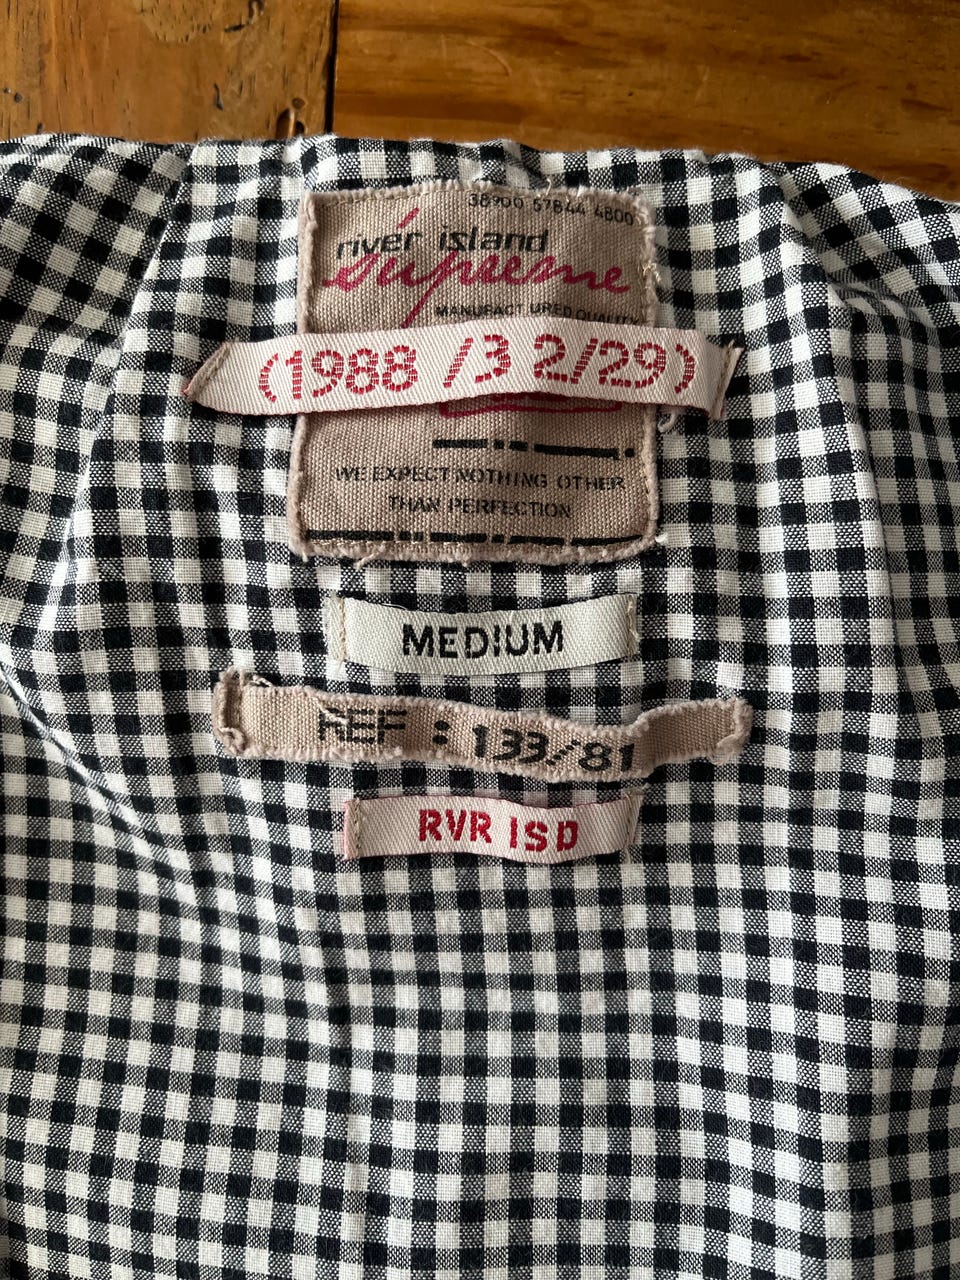 38900 57844 4800
river island
supreme
MANUFACTURED QUALITY
(1988 /3 2/29)
WE EXPECT NOTHING OTHER
THAN PERFECTION
MEDIUM
REF : 133/81
RVR ISD